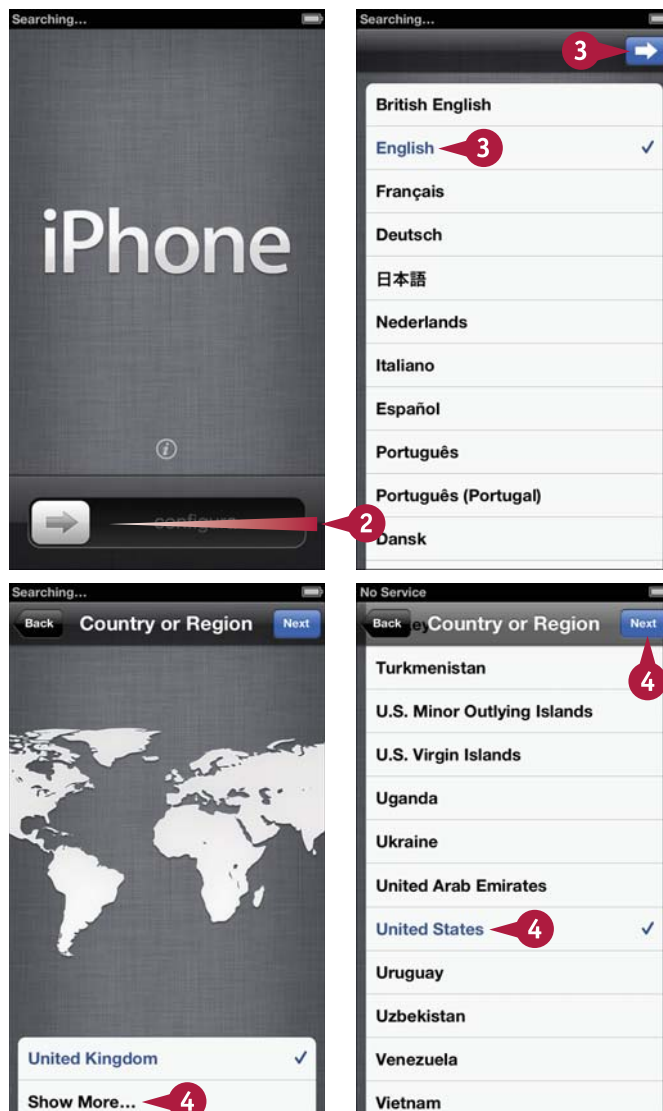 Searching...
iPhone
configure
2
Searching...
3
British English
English
3
Français
Deutsch
日本語
Nederlands
Italiano
Español
Português
Português (Portugal)
Dansk
Searching...
Back
Country or Region
Next
United Kingdom
Show More...
4
No Service
Back
Country or Region
Next
4
Turkmenistan
U.S. Minor Outlying Islands
U.S. Virgin Islands
Uganda
Ukraine
United Arab Emirates
United States
4
Uruguay
Uzbekistan
Venezuela
Vietnam